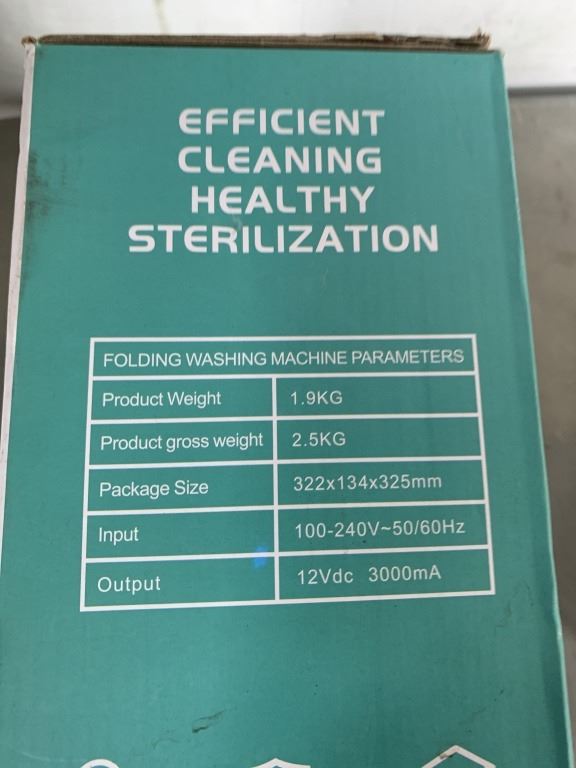 EFFICIENT
CLEANING
HEALTHY
STERILIZATION
FOLDING WASHING MACHINE PARAMETERS
Product Weight 1.9KG
Product gross weight 2.5KG
Package Size 322x134x325mm
Input 100-240V~50/60Hz
Output 12Vdc 3000mA